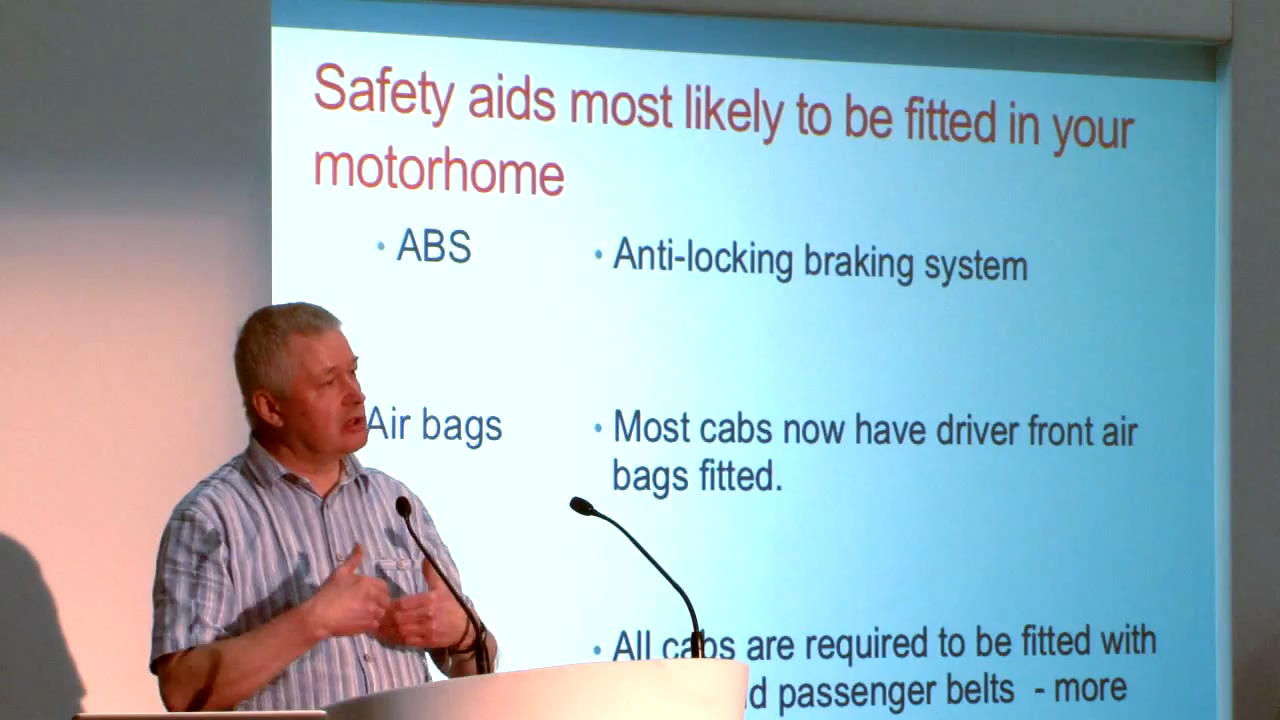 Safety aids most likely to be fitted in your
motorhome
• ABS
• Anti-locking braking system
Air bags
• Most cabs now have driver front air
bags fitted.
• All cabs are required to be fitted with
passenger belts - more